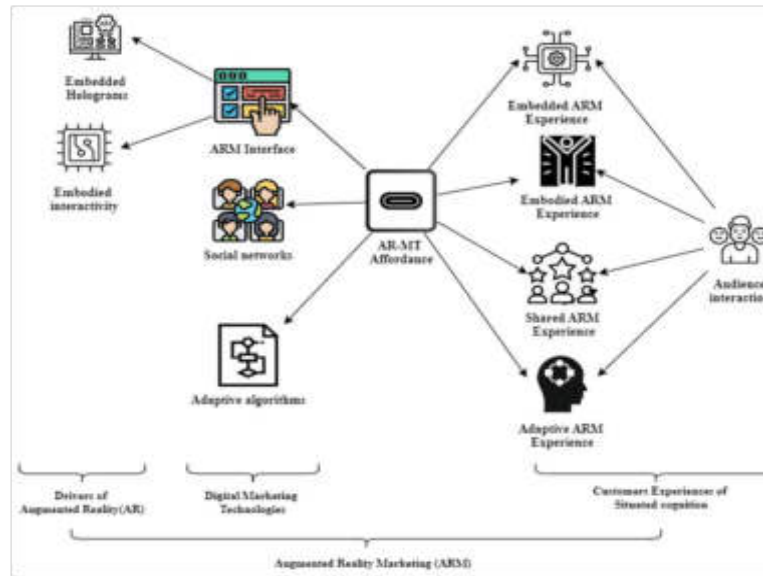 Embedded
Holograms
Embodied
interactivity
ARM Interface
Social networks
Adaptive algorithms
AR-MT
Affordance
Embedded ARM
Experience
Embodied ARM
Experience
Shared ARM
Experience
Adaptive ARM
Experience
Audience
interaction
Drivers of
Augmented Reality(AR)
Digital Marketing
Technologies
Customers Experiences of
Situated cognition
Augmented Reality Marketing (ARM)